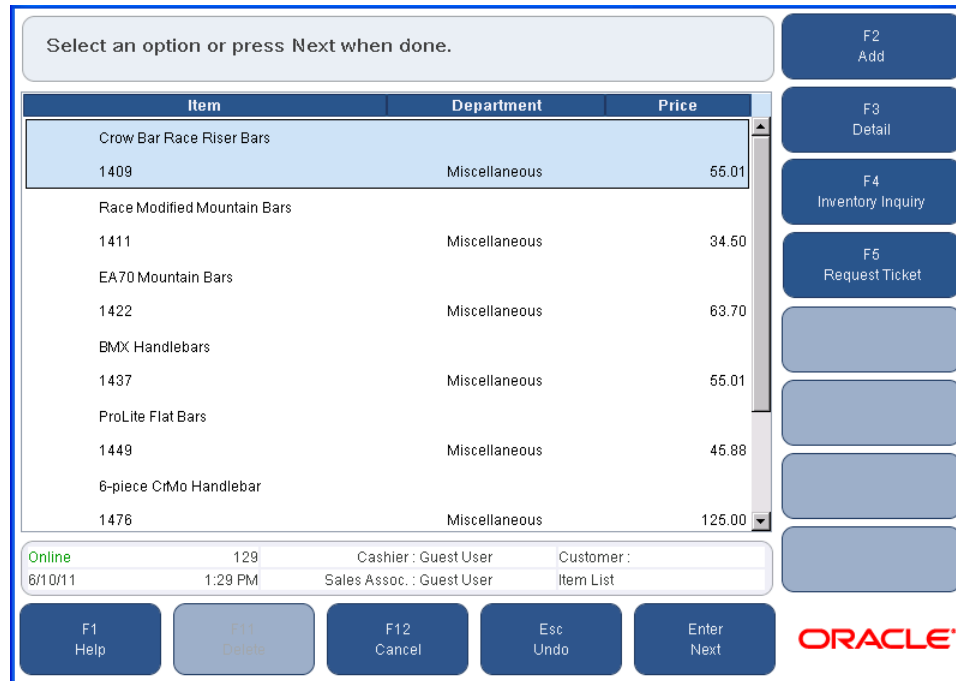 Select an option or press Next when done.
F2
Add
Item Department Price
F3
Detail
Crow Bar Race Riser Bars
1409 Miscellaneous 55.01
F4
Inventory Inquiry
Race Modified Mountain Bars
1411 Miscellaneous 34.50
F5
Request Ticket
EA70 Mountain Bars
1422 Miscellaneous 63.70
BMX Handlebars
1437 Miscellaneous 55.01
ProLite Flat Bars
1449 Miscellaneous 45.88
6-piece CrMo Handlebar
1476 Miscellaneous 125.00
Online 129 Cashier : Guest User Customer :
6/10/11 1:29 PM Sales Assoc. : Guest User Item List
F1
Help
F11
Delete
F12
Cancel
Esc
Undo
Enter
Next
ORACLE